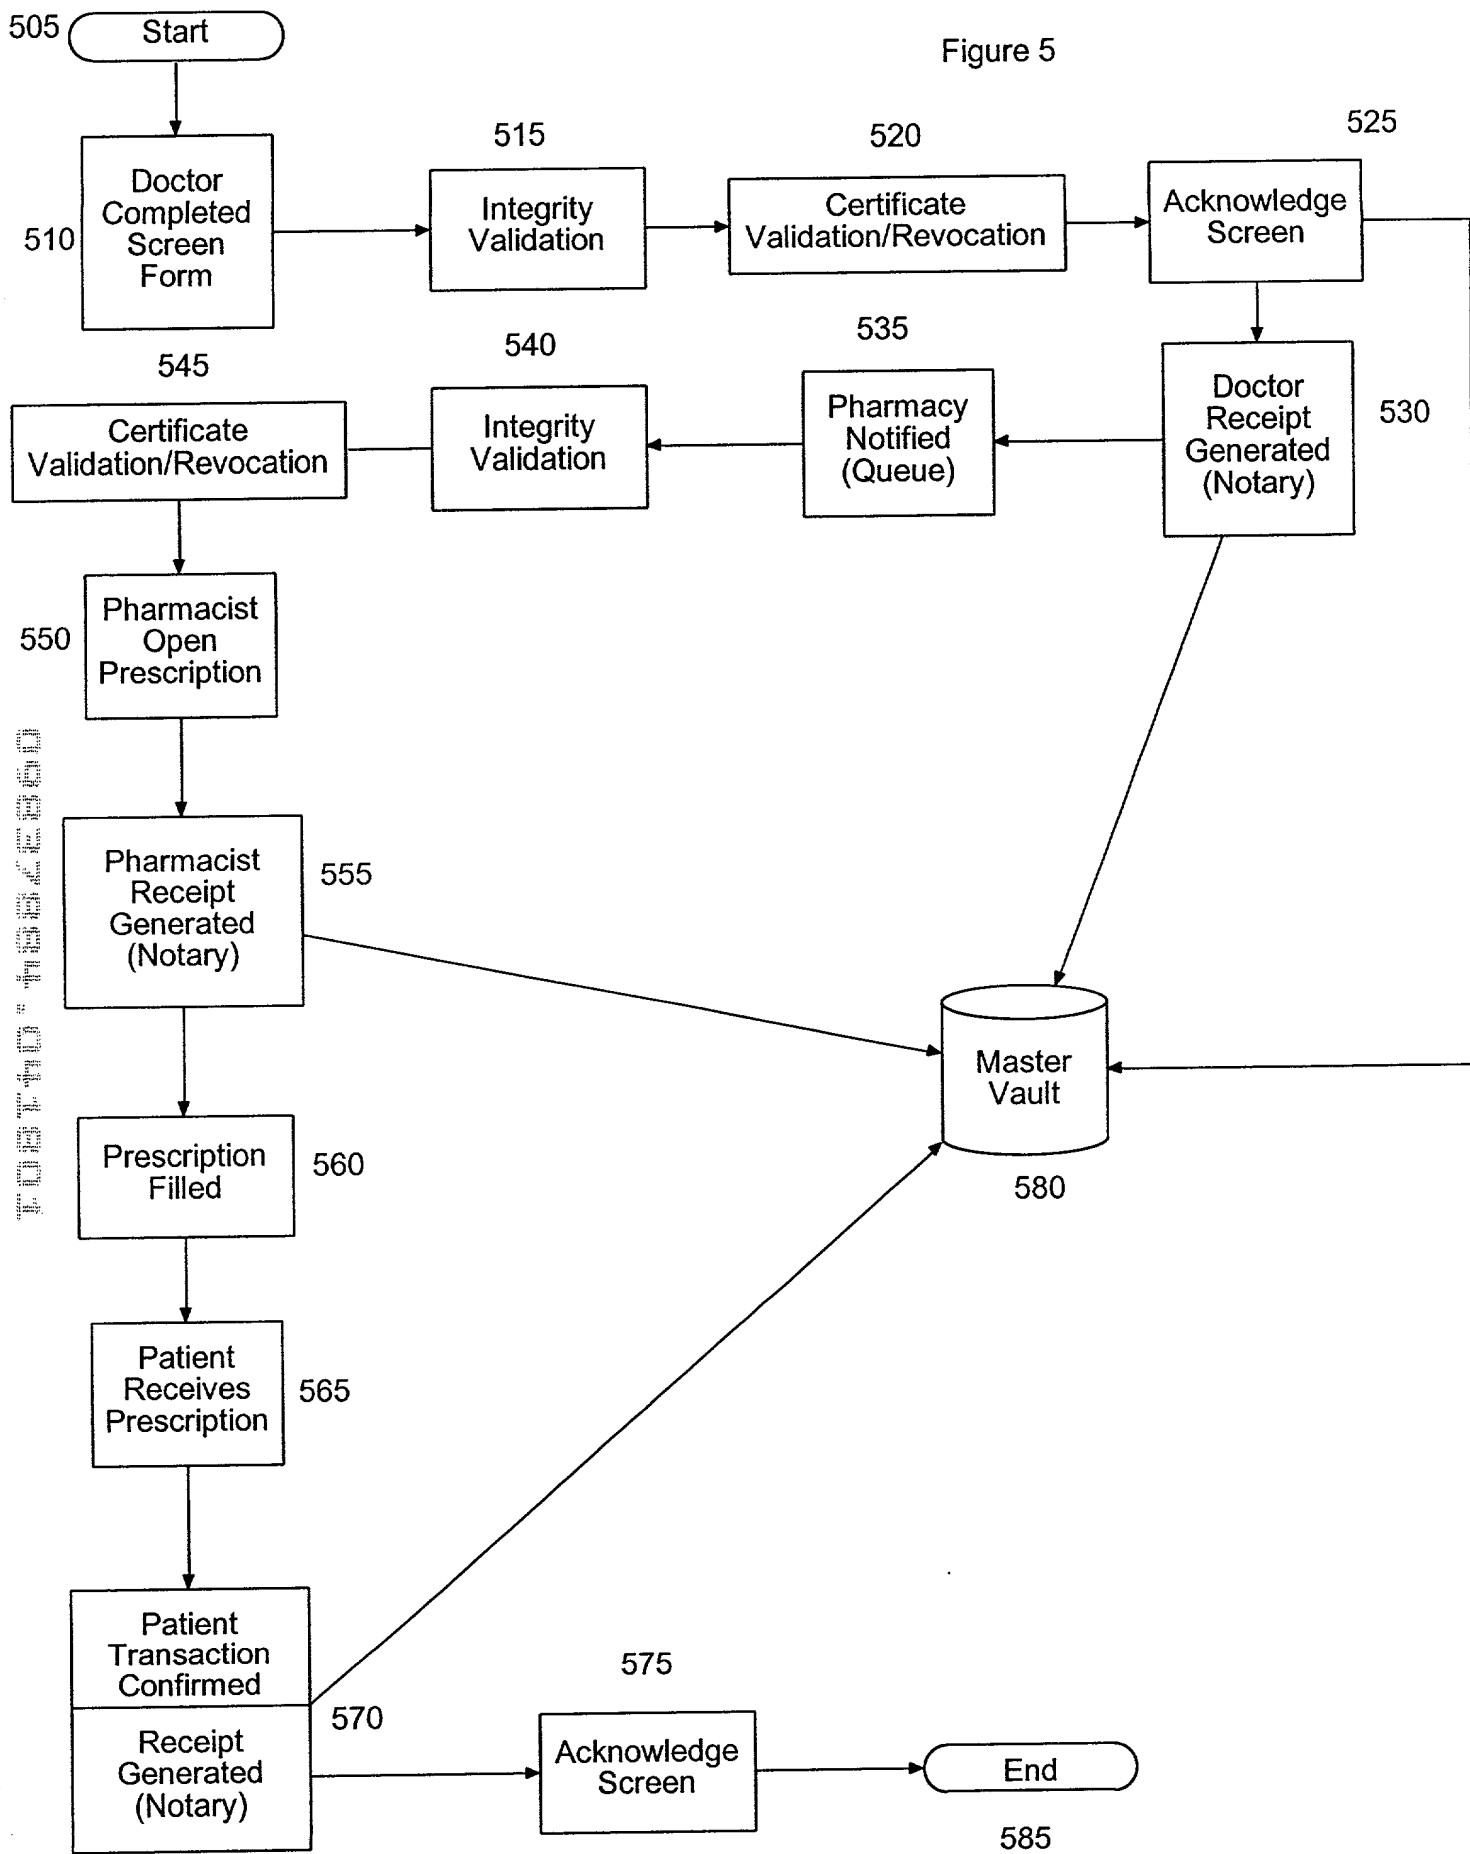 505
Start
Figure 5
510
Doctor
Completed
Screen
Form
515
Integrity
Validation
520
Certificate
Validation/Revocation
525
Acknowledge
Screen
530
Doctor
Receipt
Generated
(Notary)
535
Pharmacy
Notified
(Queue)
540
Integrity
Validation
545
Certificate
Validation/Revocation
550
Pharmacist
Open
Prescription
555
Pharmacist
Receipt
Generated
(Notary)
Master
Vault
580
560
Prescription
Filled
565
Patient
Receives
Prescription
Patient
Transaction
Confirmed
570
Receipt
Generated
(Notary)
575
Acknowledge
Screen
End
585